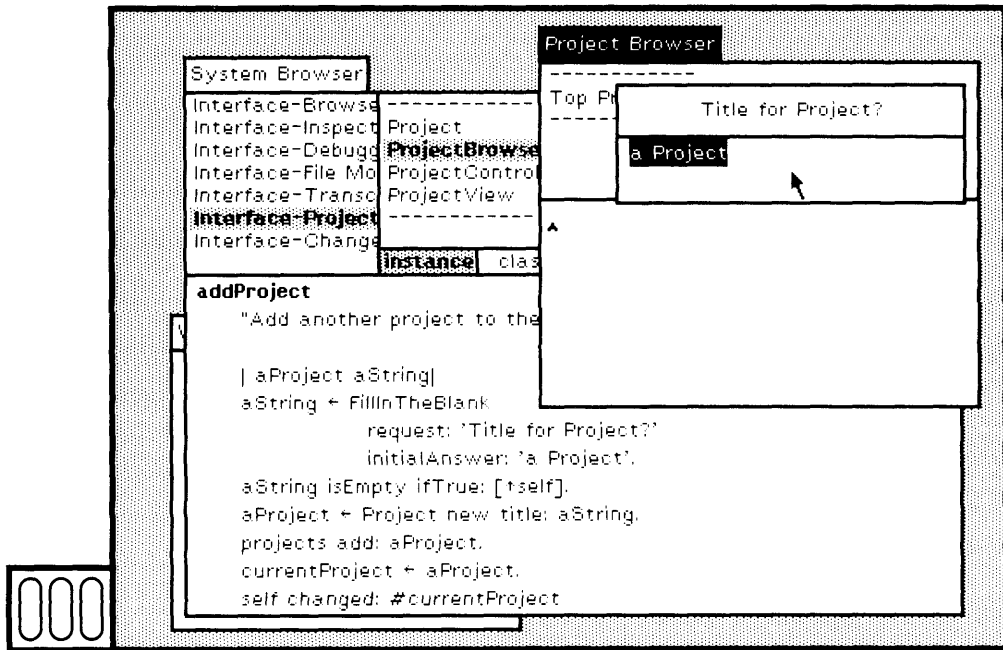 Project Browser
System Browser
--------------
Top Pr
--------
Title for Project?
a Project
Interface-Browse
Interface-Inspect
Interface-Debugg
Interface-File Mo
Interface-Transc
Interface-Project
Interface-Change
---------------
Project
ProjectBrowse
ProjectControl
ProjectView
---------------
instance
clas
addProject
"Add another project to the
| aProject aString|
aString ← FillInTheBlank
request: 'Title for Project?'
initialAnswer: 'a Project'.
aString isEmpty ifTrue: [↑self].
aProject ← Project new title: aString.
projects add: aProject.
currentProject ← aProject.
self changed: #currentProject